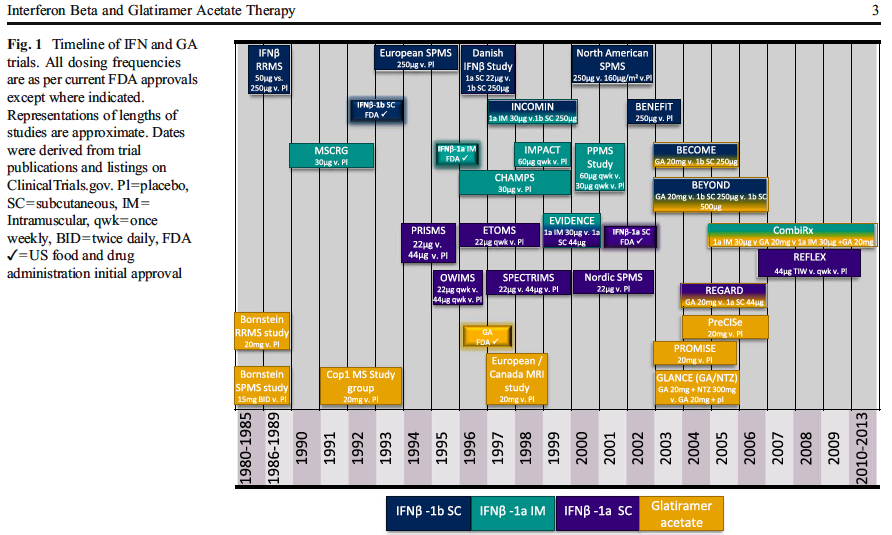 Interferon Beta and Glatiramer Acetate Therapy
3
Fig. 1 Timeline of IFN and GA
trials. All dosing frequencies
are as per current FDA approvals
except where indicated.
Representations of lengths of
studies are approximate. Dates
were derived from trial
publications and listings on
ClinicalTrials.gov. Pl=placebo,
SC=subcutaneous, IM=
Intramuscular, qwk=once
weekly, BID=twice daily, FDA
✓=US food and drug
administration initial approval
IFNβ
RRMS
50µg vs.
250µg v. Pl
European SPMS
250µg v. Pl
Danish
IFNβ Study
1a SC 22µg v.
1b SC 250µg
North American
SPMS
250µg v. 160µg/m² v.Pl
IFNβ-1b SC
FDA ✓
INCOMIN
1a IM 30µg v.1b SC 250µg
BENEFIT
250µg v. Pl
MSCRG
30µg v. Pl
IFNβ-1a IM
FDA ✓
IMPACT
60µg qwk v. Pl
PPMS
Study
60µg qwk v.
30µg qwk v. Pl
BECOME
GA 20mg v. 1b SC 250µg
CHAMPS
30µg v. Pl
BEYOND
GA 20mg v. 1b SC 250µg v. 1b SC
500µg
PRISMS
22µg v.
44µg v. Pl
ETOMS
22µg qwk v. Pl
EVIDENCE
1a IM 30µg v. 1a
SC 44µg
IFNβ-1a SC
FDA ✓
CombiRx
1a IM 30µg v GA 20mg v 1a IM 30µg +GA 20mg
REFLEX
44µg TIW v. qwk v. Pl
OWIMS
22µg qwk v.
44µg qwk v. Pl
SPECTRIMS
22µg v. 44µg v. Pl
Nordic SPMS
22µg v. Pl
REGARD
GA 20mg v. 1a SC 44µg
Bornstein
RRMS study
20mg v. Pl
GA
FDA ✓
PreCISe
20mg v. Pl
PROMISE
20mg v. Pl
Bornstein
SPMS study
15mg BID v. Pl
Cop1 MS Study
group
20mg v. Pl
European /
Canada MRI
study
20mg v. Pl
GLANCE (GA/NTZ)
GA 20mg + NTZ 300mg
v. GA 20mg + pl
1980-1985
1986-1989
1990
1991
1992
1993
1994
1995
1996
1997
1998
1999
2000
2001
2002
2003
2004
2005
2006
2007
2008
2009
2010-2013
IFNβ -1b SC
IFNβ -1a IM
IFNβ -1a SC
Glatiramer
acetate